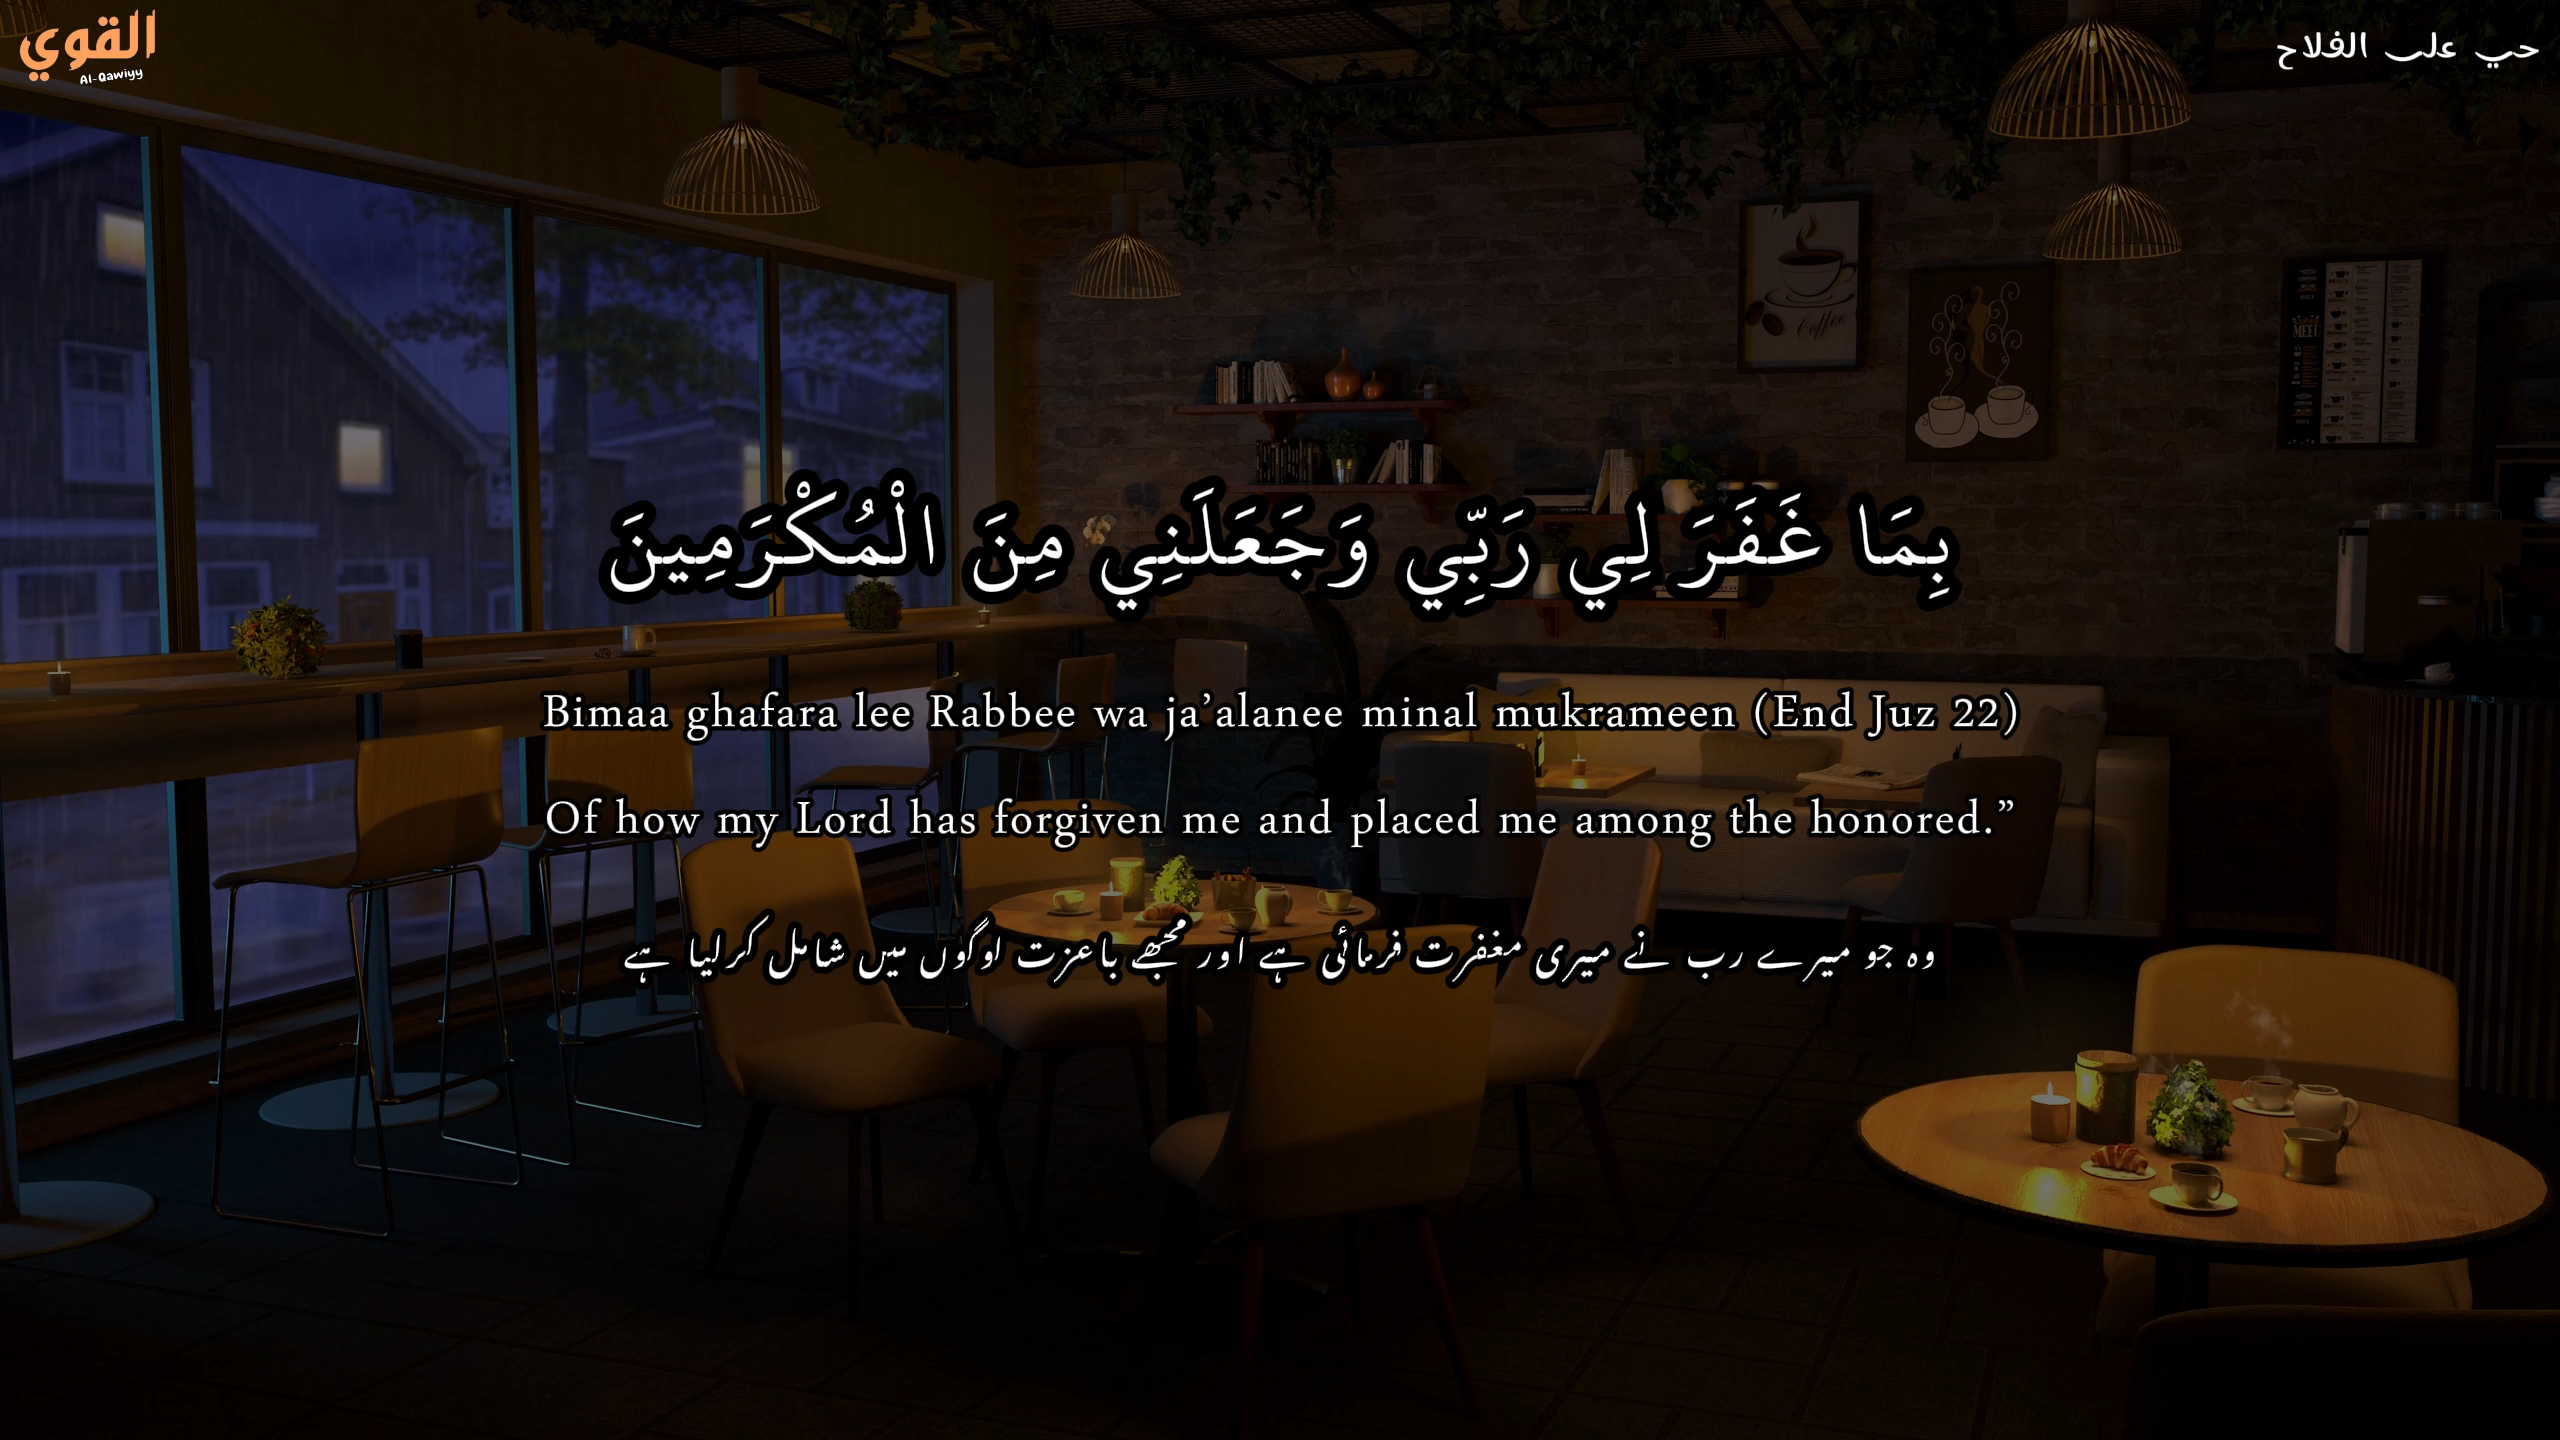 القوي
Al-Qawiyy
حي على الفلاح
Coffee
بِمَا غَفَرَ لِي رَبِّي وَجَعَلَنِي مِنَ الْمُكْرَمِينَ
Bimaa ghafara lee Rabbee wa ja’alanee minal mukrameen (End Juz 22)
Of how my Lord has forgiven me and placed me among the honored.”
وہ جو میرے رب نے میری مغفرت فرمائی ہے اور مجھے باعزت لوگوں میں شامل کرلیا ہے